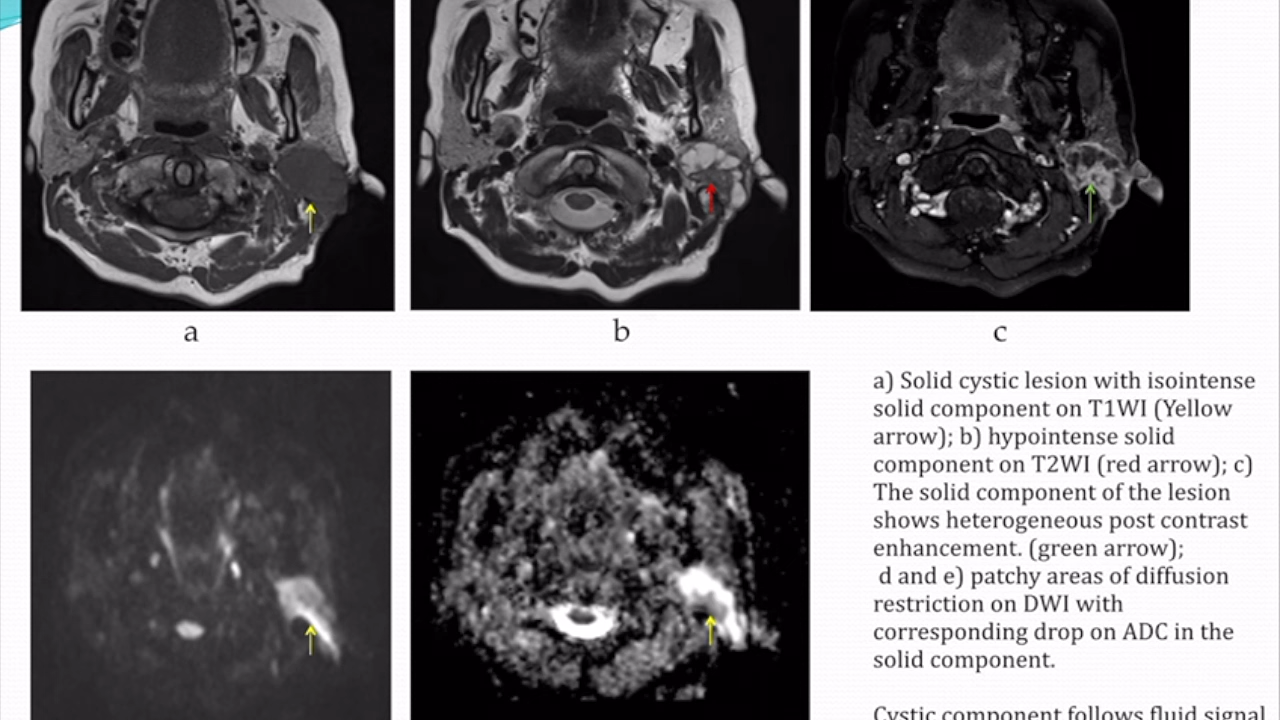 a
b
c
a) Solid cystic lesion with isointense
solid component on T1WI (Yellow
arrow); b) hypointense solid
component on T2WI (red arrow); c)
The solid component of the lesion
shows heterogeneous post contrast
enhancement. (green arrow);
d and e) patchy areas of diffusion
restriction on DWI with
corresponding drop on ADC in the
solid component.
Cystic component follows fluid signal